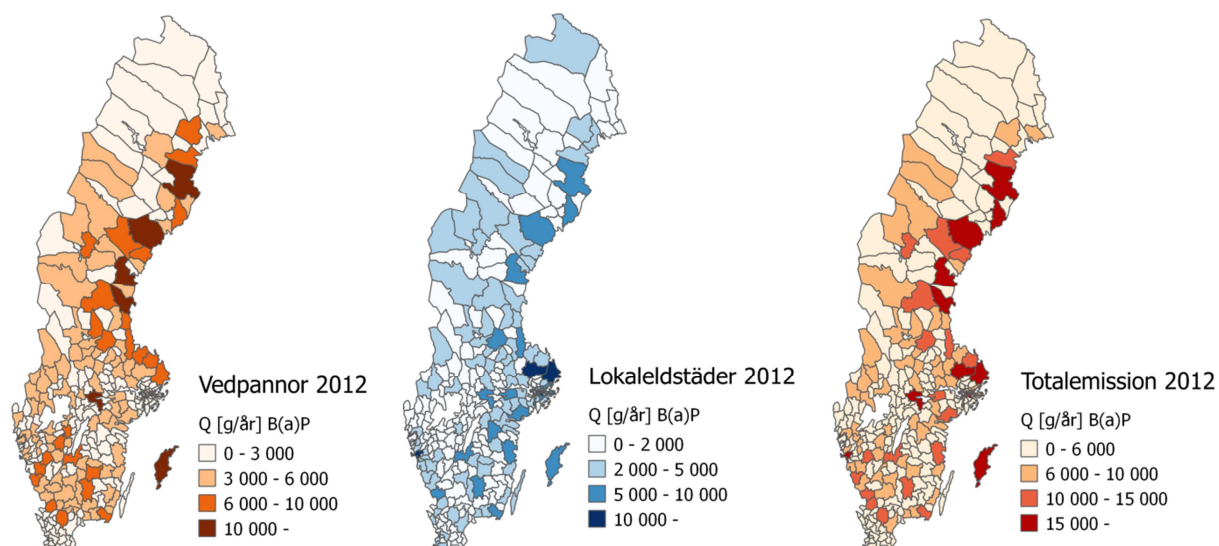 Vedpannor 2012
Q [g/år] B(a)P
0 - 3 000
3 000 - 6 000
6 000 - 10 000
10 000 -
Lokaleldstäder 2012
Q [g/år] B(a)P
0 - 2 000
2 000 - 5 000
5 000 - 10 000
10 000 -
Totalemission 2012
Q [g/år] B(a)P
0 - 6 000
6 000 - 10 000
10 000 - 15 000
15 000 -